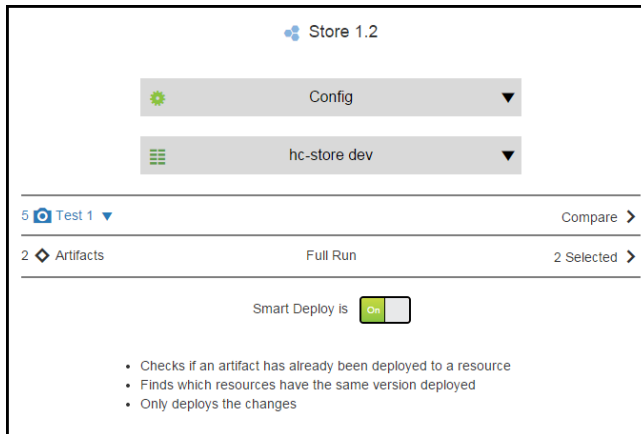 Store 1.2
Config
hc-store dev
5 Test 1 Compare
2 Artifacts Full Run 2 Selected
Smart Deploy is On
• Checks if an artifact has already been deployed to a resource
• Finds which resources have the same version deployed
• Only deploys the changes